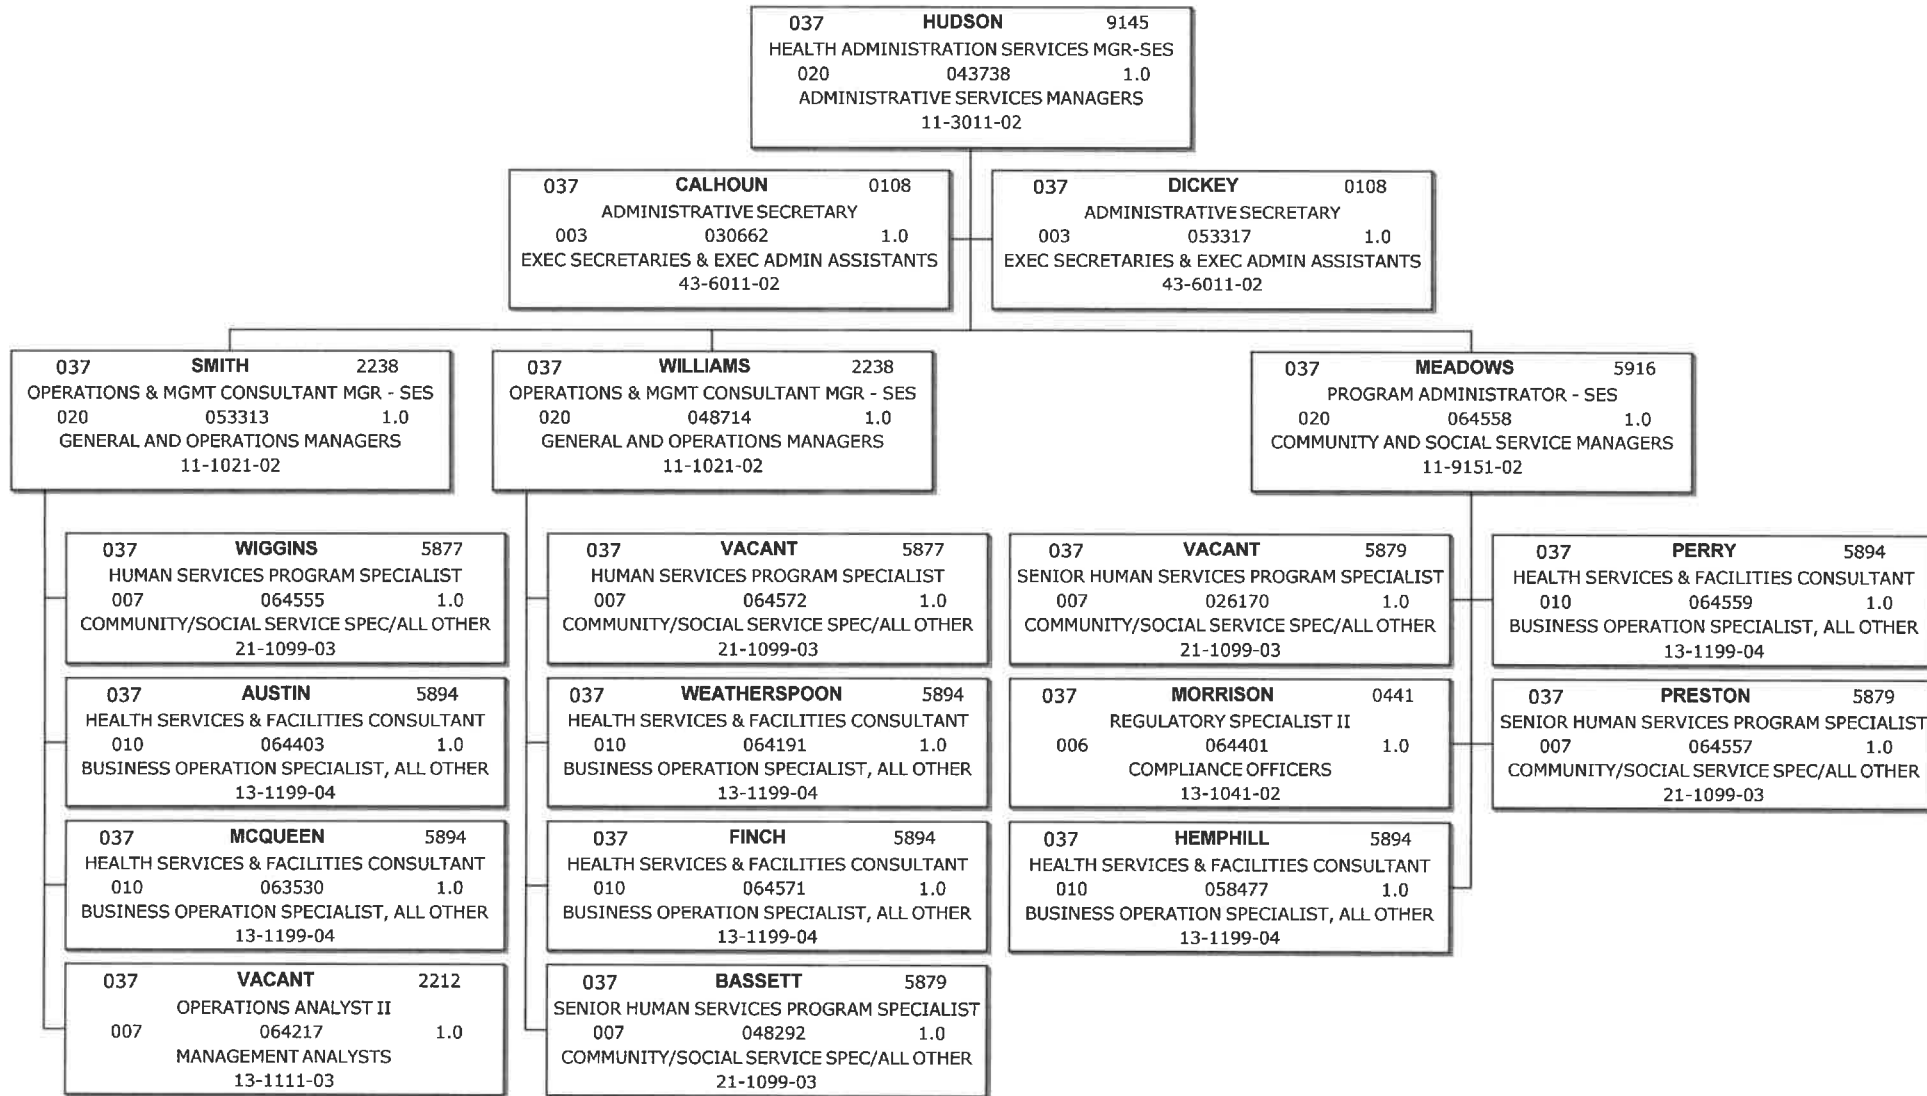 037 HUDSON 9145
HEALTH ADMINISTRATION SERVICES MGR-SES
020 043738 1.0
ADMINISTRATIVE SERVICES MANAGERS
11-3011-02
037 CALHOUN 0108
ADMINISTRATIVE SECRETARY
003 030662 1.0
EXEC SECRETARIES & EXEC ADMIN ASSISTANTS
43-6011-02
037 DICKEY 0108
ADMINISTRATIVE SECRETARY
003 053317 1.0
EXEC SECRETARIES & EXEC ADMIN ASSISTANTS
43-6011-02
037 SMITH 2238
OPERATIONS & MGMT CONSULTANT MGR - SES
020 053313 1.0
GENERAL AND OPERATIONS MANAGERS
11-1021-02
037 WILLIAMS 2238
OPERATIONS & MGMT CONSULTANT MGR - SES
020 048714 1.0
GENERAL AND OPERATIONS MANAGERS
11-1021-02
037 MEADOWS 5916
PROGRAM ADMINISTRATOR - SES
020 064558 1.0
COMMUNITY AND SOCIAL SERVICE MANAGERS
11-9151-02
037 WIGGINS 5877
HUMAN SERVICES PROGRAM SPECIALIST
007 064555 1.0
COMMUNITY/SOCIAL SERVICE SPEC/ALL OTHER
21-1099-03
037 AUSTIN 5894
HEALTH SERVICES & FACILITIES CONSULTANT
010 064403 1.0
BUSINESS OPERATION SPECIALIST, ALL OTHER
13-1199-04
037 MCQUEEN 5894
HEALTH SERVICES & FACILITIES CONSULTANT
010 063530 1.0
BUSINESS OPERATION SPECIALIST, ALL OTHER
13-1199-04
037 VACANT 2212
OPERATIONS ANALYST II
007 064217 1.0
MANAGEMENT ANALYSTS
13-1111-03
037 VACANT 5877
HUMAN SERVICES PROGRAM SPECIALIST
007 064572 1.0
COMMUNITY/SOCIAL SERVICE SPEC/ALL OTHER
21-1099-03
037 WEATHERSPOON 5894
HEALTH SERVICES & FACILITIES CONSULTANT
010 064191 1.0
BUSINESS OPERATION SPECIALIST, ALL OTHER
13-1199-04
037 FINCH 5894
HEALTH SERVICES & FACILITIES CONSULTANT
010 064571 1.0
BUSINESS OPERATION SPECIALIST, ALL OTHER
13-1199-04
037 BASSETT 5879
SENIOR HUMAN SERVICES PROGRAM SPECIALIST
007 048292 1.0
COMMUNITY/SOCIAL SERVICE SPEC/ALL OTHER
21-1099-03
037 VACANT 5879
SENIOR HUMAN SERVICES PROGRAM SPECIALIST
007 026170 1.0
COMMUNITY/SOCIAL SERVICE SPEC/ALL OTHER
21-1099-03
037 MORRISON 0441
REGULATORY SPECIALIST II
006 064401 1.0
COMPLIANCE OFFICERS
13-1041-02
037 HEMPHILL 5894
HEALTH SERVICES & FACILITIES CONSULTANT
010 058477 1.0
BUSINESS OPERATION SPECIALIST, ALL OTHER
13-1199-04
037 PERRY 5894
HEALTH SERVICES & FACILITIES CONSULTANT
010 064559 1.0
BUSINESS OPERATION SPECIALIST, ALL OTHER
13-1199-04
037 PRESTON 5879
SENIOR HUMAN SERVICES PROGRAM SPECIALIST
007 064557 1.0
COMMUNITY/SOCIAL SERVICE SPEC/ALL OTHER
21-1099-03